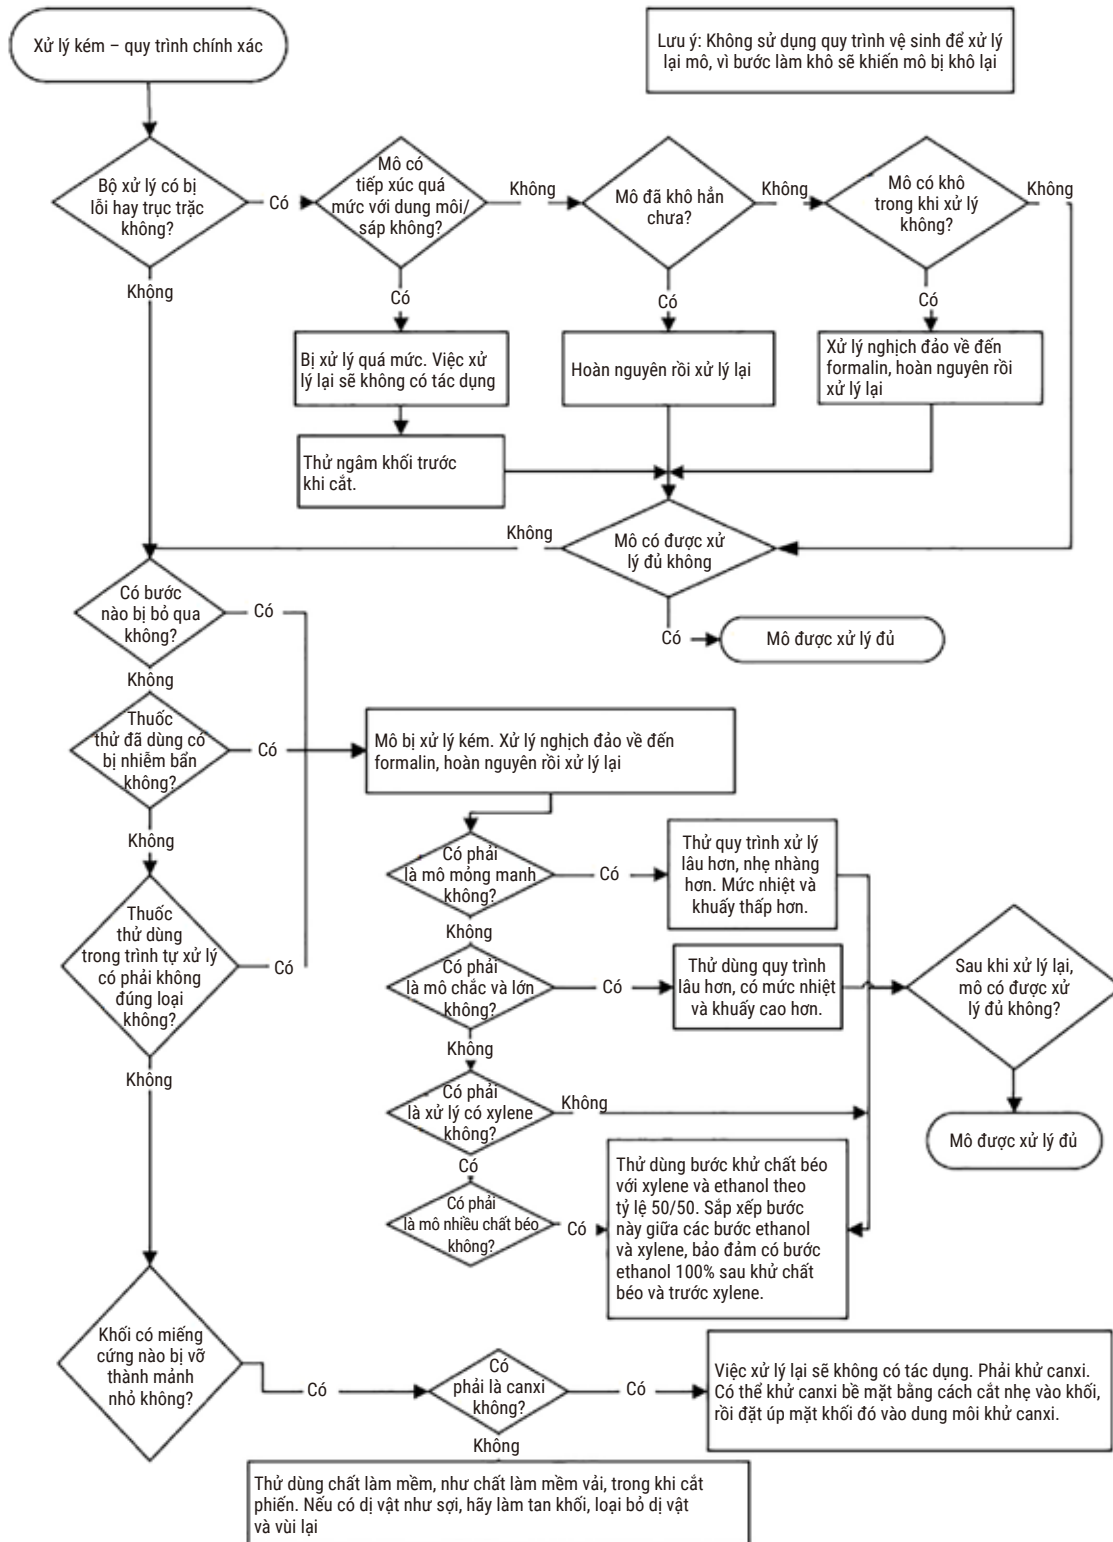 Xử lý kém – quy trình chính xác
Lưu ý: Không sử dụng quy trình vệ sinh để xử lý
lại mô, vì bước làm khô sẽ khiến mô bị khô lại
Bộ xử lý có bị
lỗi hay trục trặc
không?
Có
Mô có
tiếp xúc quá
mức với dung môi/
sáp không?
Không
Mô đã khô hẳn
chưa?
Không
Mô có khô
trong khi xử lý
không?
Không
Không
Có
Có
Có
Bị xử lý quá mức. Việc xử
lý lại sẽ không có tác dụng
Hoàn nguyên rồi xử lý lại
Xử lý nghịch đảo về đến
formalin, hoàn nguyên rồi
xử lý lại
Thử ngâm khối trước
khi cắt.
Không
Mô có được xử
lý đủ không
Có
Mô được xử lý đủ
Có bước
nào bị bỏ qua
không?
Có
Không
Thuốc
thử đã dùng có
bị nhiễm bẩn
không?
Có
Mô bị xử lý kém. Xử lý nghịch đảo về đến
formalin, hoàn nguyên rồi xử lý lại
Không
Thuốc
thử dùng
trong trình tự xử lý
có phải không
đúng loại
không?
Có
Không
Có phải
là mô mỏng manh
không?
Có
Thử quy trình xử lý
lâu hơn, nhẹ nhàng
hơn. Mức nhiệt và
khuấy thấp hơn.
Không
Có phải
là mô chắc và lớn
không?
Có
Thử dùng quy trình
lâu hơn, có mức nhiệt
và khuấy cao hơn.
Sau khi xử lý lại,
mô có được xử
lý đủ không?
Không
Có phải
là xử lý có xylene
không?
Không
Mô được xử lý đủ
Có
Có phải
là mô nhiều chất béo
không?
Có
Thử dùng bước khử chất béo
với xylene và ethanol theo
tỷ lệ 50/50. Sắp xếp bước
này giữa các bước ethanol
và xylene, bảo đảm có bước
ethanol 100% sau khử chất
béo và trước xylene.
Khối có miếng
cứng nào bị vỡ
thành mảnh
nhỏ không?
Có
Có
phải là canxi
không?
Có
Việc xử lý lại sẽ không có tác dụng. Phải khử canxi.
Có thể khử canxi bề mặt bằng cách cắt nhẹ vào khối,
rồi đặt úp mặt khối đó vào dung môi khử canxi.
Không
Thử dùng chất làm mềm, như chất làm mềm vải, trong khi cắt
phiến. Nếu có dị vật như sợi, hãy làm tan khối, loại bỏ dị vật
và vùi lại